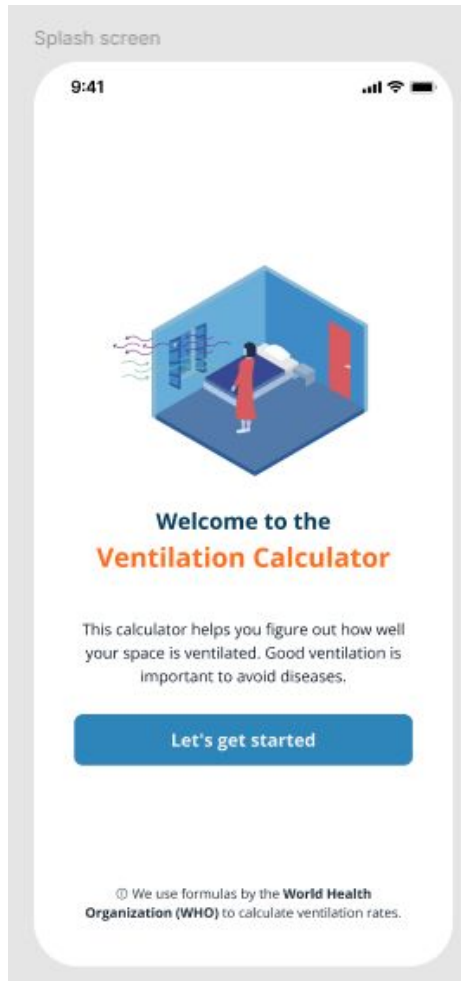 Splash screen
9:41
Welcome to the
Ventilation Calculator
This calculator helps you figure out how well
your space is ventilated. Good ventilation is
important to avoid diseases.
Let's get started
ⓘ We use formulas by the World Health
Organization (WHO) to calculate ventilation rates.